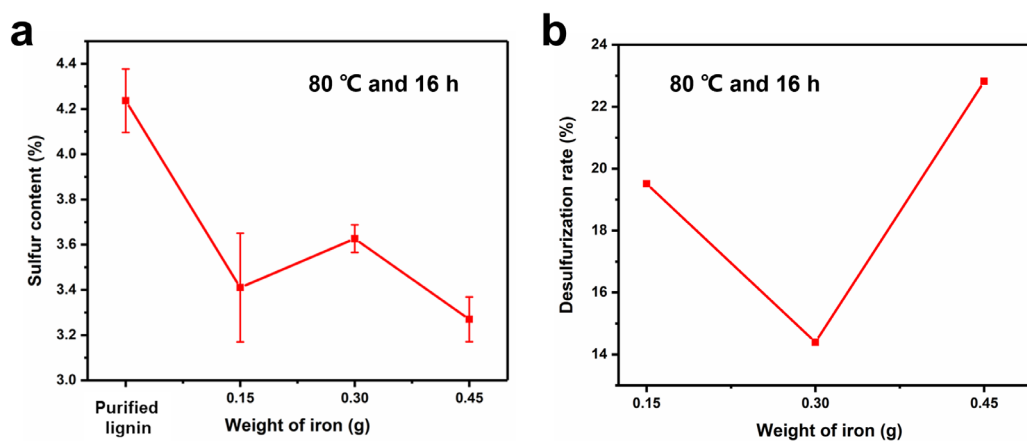 a
80 ℃ and 16 h
Sulfur content (%)
4.4
4.2
4.0
3.8
3.6
3.4
3.2
3.0
Purified
lignin
0.15
0.30
0.45
Weight of iron (g)
b
80 ℃ and 16 h
Desulfurization rate (%)
24
22
20
18
16
14
0.15
0.30
0.45
Weight of iron (g)